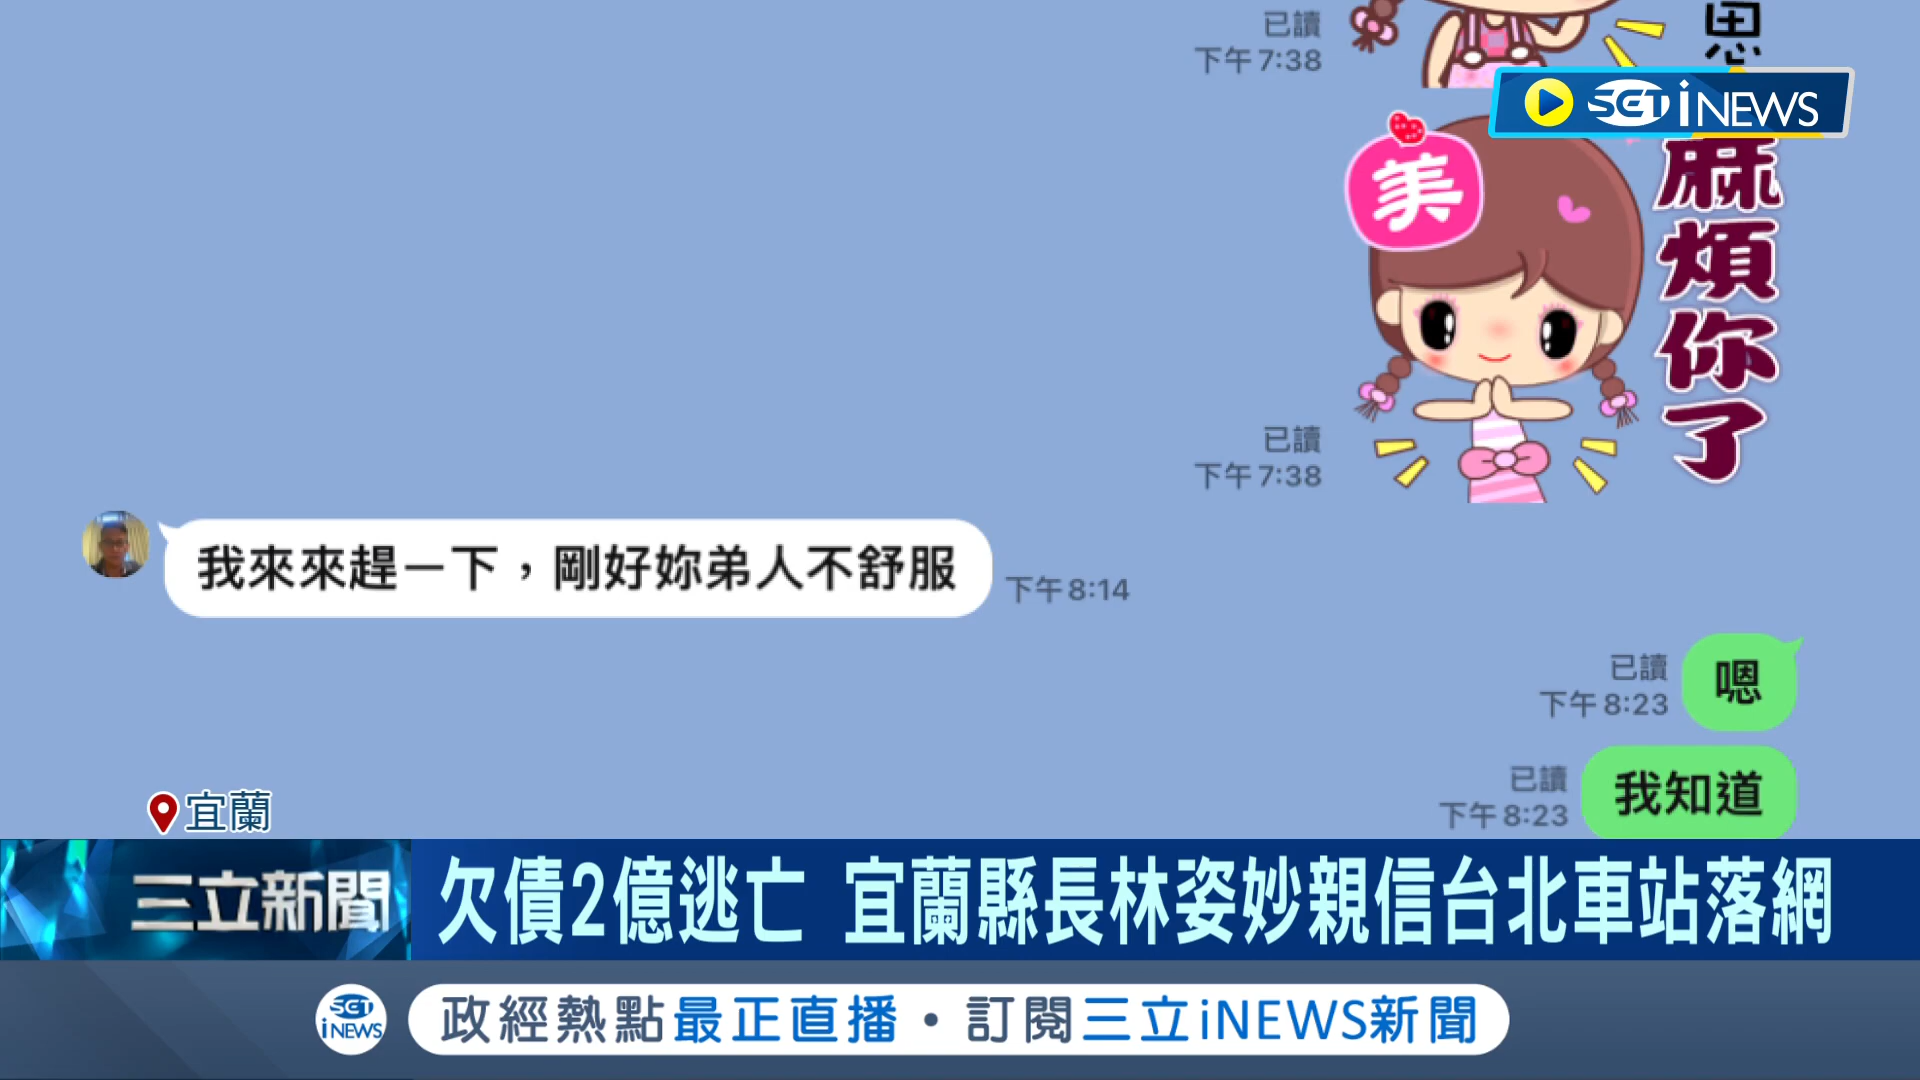 已讀
下午7:38
思
SET iNEWS
美
麻煩你了
已讀
下午7:38
我來來趕一下，剛好妳弟人不舒服
下午8:14
已讀
下午8:23
嗯
已讀
下午8:23
我知道
宜蘭
三立新聞
欠債2億逃亡 宜蘭縣長林姿妙親信台北車站落網
SET iNEWS
政經熱點最正直播・訂閱三立iNEWS新聞